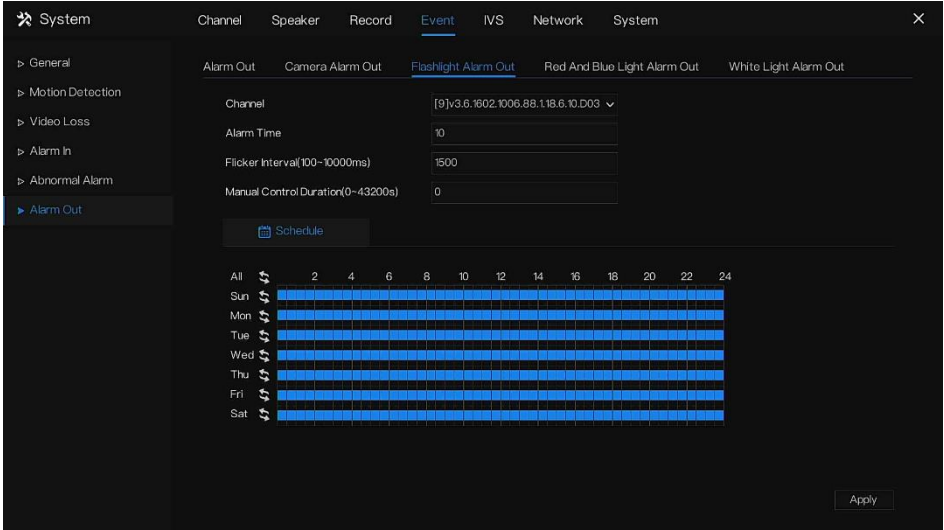 System Channel Speaker Record Event IVS Network System
General
Motion Detection
Video Loss
Alarm In
Abnormal Alarm
Alarm Out
Alarm Out Camera Alarm Out Flashlight Alarm Out Red And Blue Light Alarm Out White Light Alarm Out
Channel [9]v3.6.1602.1006.88.1.18.6.10.D03
Alarm Time 10
Flicker Interval(100~10000ms) 1500
Manual Control Duration(0~43200s) 0
Schedule
All 2 4 6 8 10 12 14 16 18 20 22 24
Sun
Mon
Tue
Wed
Thu
Fri
Sat
Apply